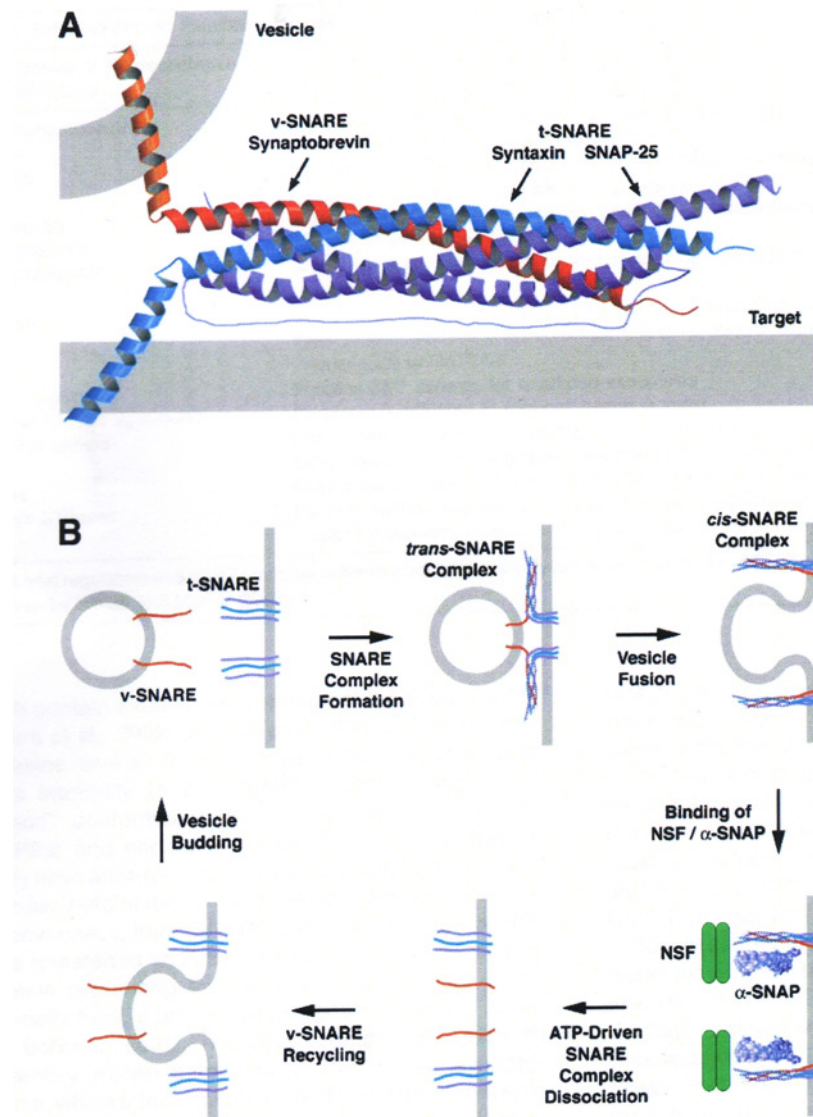 A
Vesicle
v-SNARE
Synaptobrevin
t-SNARE
Syntaxin SNAP-25
Target
B
t-SNARE
v-SNARE
SNARE
Complex
Formation
trans-SNARE
Complex
Vesicle
Fusion
cis-SNARE
Complex
Binding of
NSF / α-SNAP
NSF
α-SNAP
ATP-Driven
SNARE
Complex
Dissociation
v-SNARE
Recycling
Vesicle
Budding